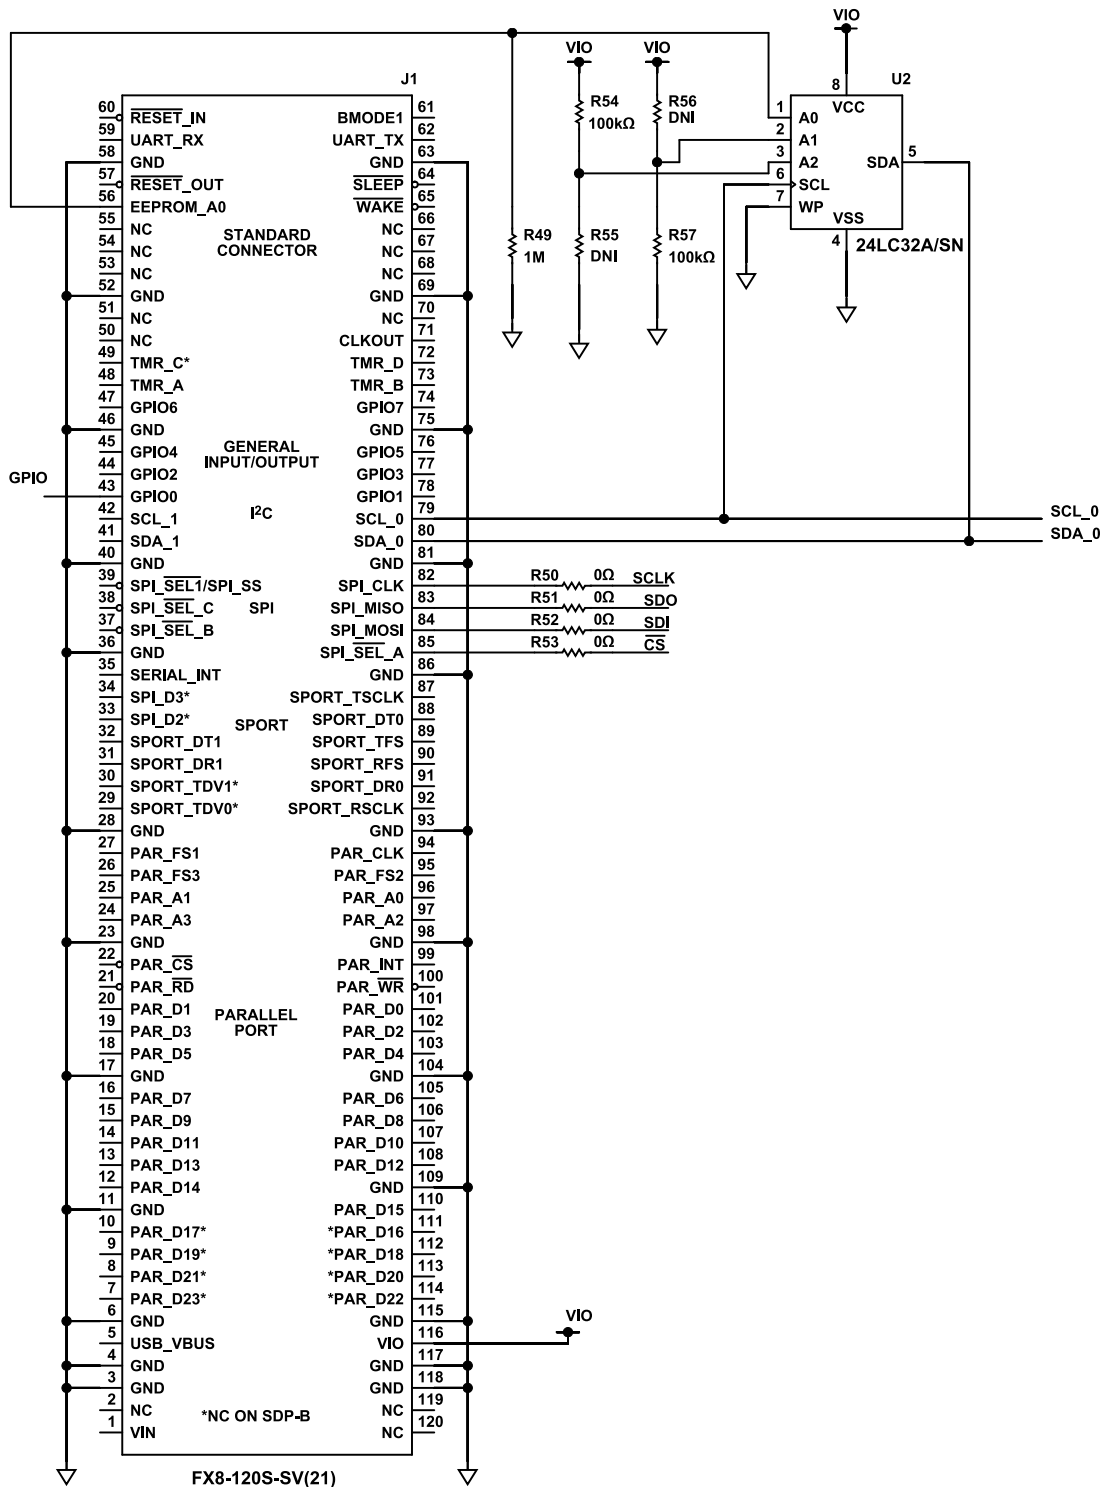 VIO
VIO
VIO
J1
U2
R54
100kΩ
R56
DNI
R49
1M
R55
DNI
R57
100kΩ
8
VCC
1 A0
2 A1
3 A2
6 SCL
7 WP
SDA 5
VSS
4
24LC32A/SN
60 RESET_IN BMODE1 61
59 UART_RX UART_TX 62
58 GND GND 63
57 RESET_OUT SLEEP 64
56 EEPROM_A0 WAKE 65
55 NC NC 66
STANDARD
CONNECTOR
54 NC NC 67
53 NC NC 68
52 GND GND 69
51 NC NC 70
50 NC CLKOUT 71
49 TMR_C* TMR_D 72
48 TMR_A TMR_B 73
47 GPIO6 GPIO7 74
46 GND GND 75
GENERAL
INPUT/OUTPUT
45 GPIO4 GPIO5 76
44 GPIO2 GPIO3 77
GPIO
43 GPIO0 GPIO1 78
42 SCL_1 I2C SCL_0 79 SCL_0
41 SDA_1 SDA_0 80 SDA_0
40 GND GND 81
39 SPI_SEL1/SPI_SS SPI_CLK 82 R50 0Ω SCLK
38 SPI_SEL_C SPI SPI_MISO 83 R51 0Ω SDO
37 SPI_SEL_B SPI_MOSI 84 R52 0Ω SDI
36 GND SPI_SEL_A 85 R53 0Ω CS
35 SERIAL_INT GND 86
34 SPI_D3* SPORT_TSCLK 87
33 SPI_D2* SPORT SPORT_DT0 88
32 SPORT_DT1 SPORT_TFS 89
31 SPORT_DR1 SPORT_RFS 90
30 SPORT_TDV1* SPORT_DR0 91
29 SPORT_TDV0* SPORT_RSCLK 92
28 GND GND 93
27 PAR_FS1 PAR_CLK 94
26 PAR_FS3 PAR_FS2 95
25 PAR_A1 PAR_A0 96
24 PAR_A3 PAR_A2 97
23 GND GND 98
22 PAR_CS PAR_INT 99
21 PAR_RD PAR_WR 100
20 PAR_D1 PAR_D0 101
PARALLEL
PORT
19 PAR_D3 PAR_D2 102
18 PAR_D5 PAR_D4 103
17 GND GND 104
16 PAR_D7 PAR_D6 105
15 PAR_D9 PAR_D8 106
14 PAR_D11 PAR_D10 107
13 PAR_D13 PAR_D12 108
12 PAR_D14 GND 109
11 GND PAR_D15 110
10 PAR_D17* *PAR_D16 111
9 PAR_D19* *PAR_D18 112
8 PAR_D21* *PAR_D20 113
7 PAR_D23* *PAR_D22 114
6 GND GND 115
5 USB_VBUS VIO 116 VIO
4 GND GND 117
3 GND GND 118
2 NC *NC ON SDP-B NC 119
1 VIN NC 120
FX8-120S-SV(21)